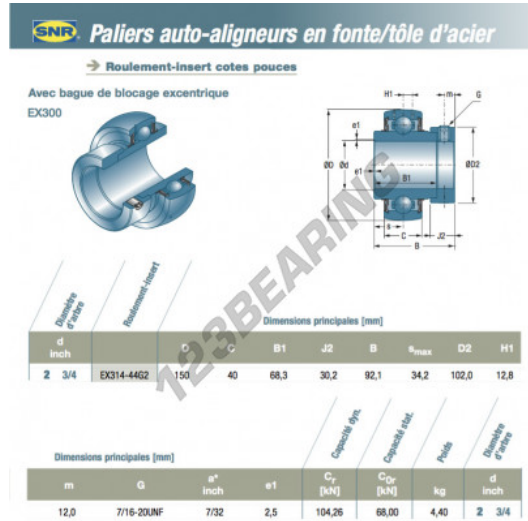 SNR Paliers auto-aligneurs en fonte/tôle d'acier
Roulement-insert cotes pouces
Avec bague de blocage excentrique
EX300
H1 m G
e1
ØD Ød ØD2
e1
B1
s
C J2
B
123BEARING
Diamètre d'arbre Roulement-insert
Dimensions principales [mm]
d inch D C B1 J2 B smax D2 H1
2 3/4 EX314-44G2 150 40 68,3 30,2 92,1 34,2 102,0 12,8
Dimensions principales [mm] Capacité dyn. Capacité stat. Poids Diamètre d'arbre
m G a* inch e1 Cr [kN] C0r [kN] kg d inch
12,0 7/16-20UNF 7/32 2,5 104,26 68,00 4,40 2 3/4